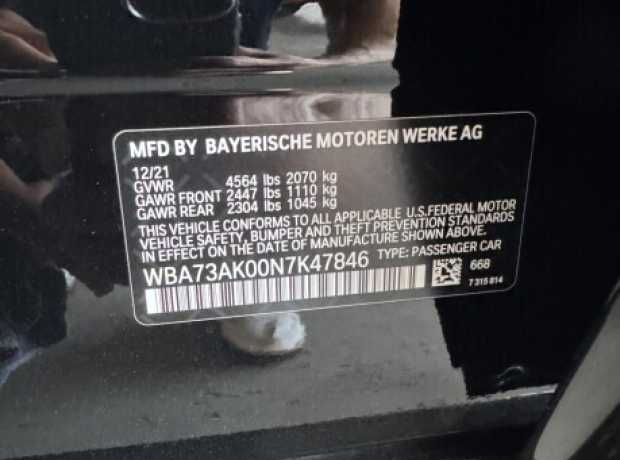 MFD BY BAYERISCHE MOTOREN WERKE AG
12/21
GVWR 4564 lbs 2070 kg
GAWR FRONT 2447 lbs 1110 kg
GAWR REAR 2304 lbs 1045 kg
THIS VEHICLE CONFORMS TO ALL APPLICABLE U.S.FEDERAL MOTOR
VEHICLE SAFETY, BUMPER AND THEFT PREVENTION STANDARDS
IN EFFECT ON THE DATE OF MANUFACTURE SHOWN ABOVE.
WBA73AK00N7K47846 TYPE: PASSENGER CAR
668
7 315 814